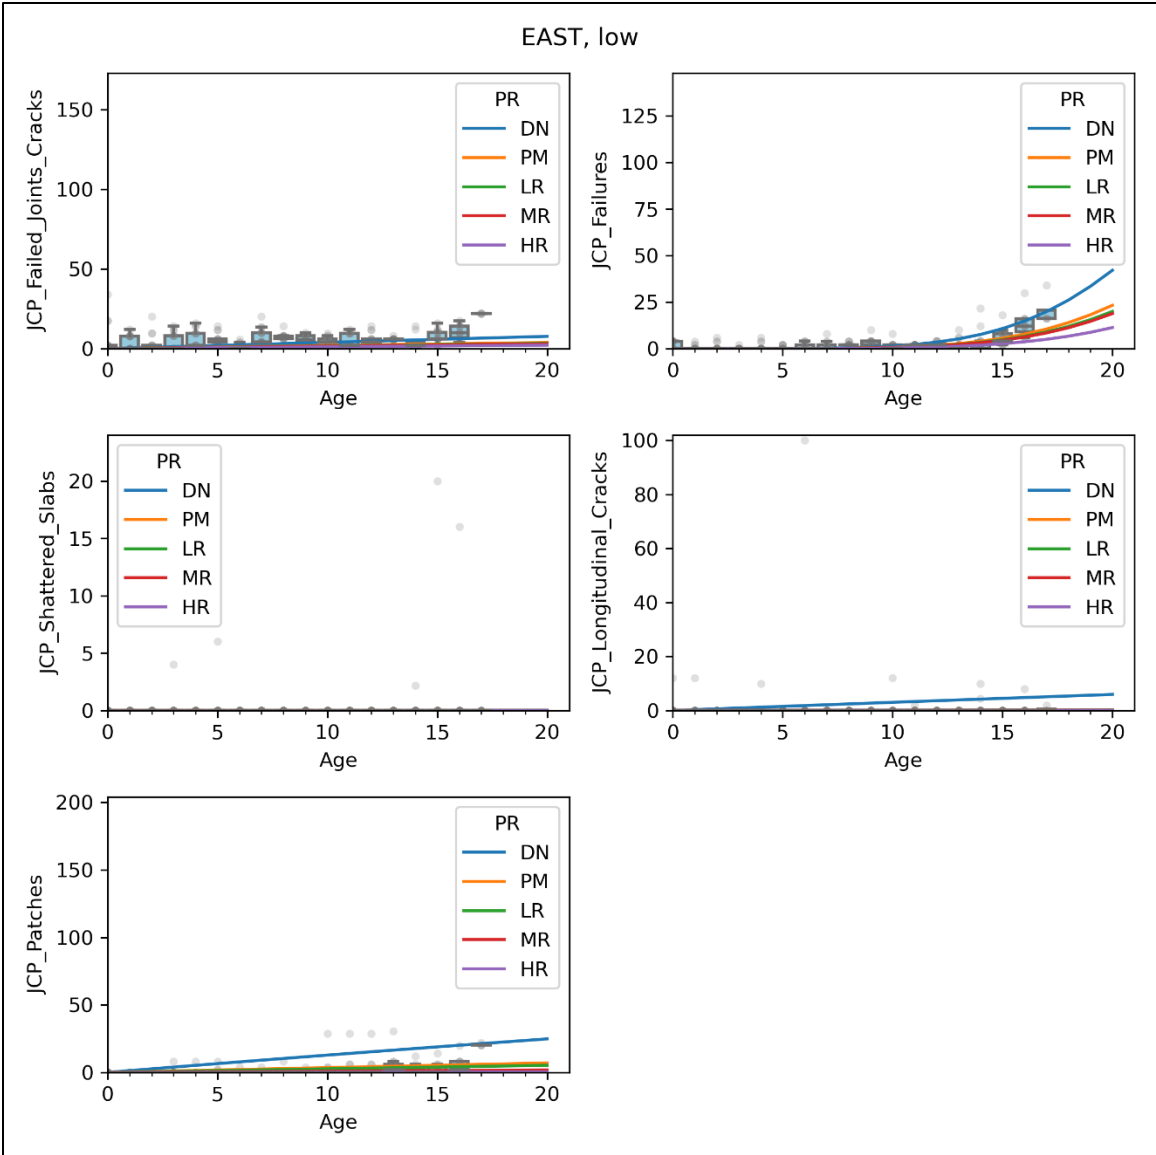 EAST, low
JCP_Failed_Joints_Cracks
150
100
50
0
0 5 10 15 20
Age
PR
DN
PM
LR
MR
HR
JCP_Failures
125
100
75
50
25
0
0 5 10 15 20
Age
PR
DN
PM
LR
MR
HR
JCP_Shattered_Slabs
20
15
10
5
0
0 5 10 15 20
Age
PR
DN
PM
LR
MR
HR
JCP_Longitudinal_Cracks
100
80
60
40
20
0
0 5 10 15 20
Age
PR
DN
PM
LR
MR
HR
JCP_Patches
200
150
100
50
0
0 5 10 15 20
Age
PR
DN
PM
LR
MR
HR